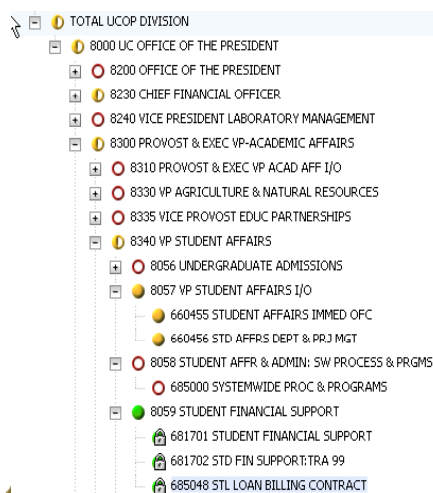 TOTAL UCOP DIVISION
8000 UC OFFICE OF THE PRESIDENT
8200 OFFICE OF THE PRESIDENT
8230 CHIEF FINANCIAL OFFICER
8240 VICE PRESIDENT LABORATORY MANAGEMENT
8300 PROVOST & EXEC VP-ACADEMIC AFFAIRS
8310 PROVOST & EXEC VP ACAD AFF I/O
8330 VP AGRICULTURE & NATURAL RESOURCES
8335 VICE PROVOST EDUC PARTNERSHIPS
8340 VP STUDENT AFFAIRS
8056 UNDERGRADUATE ADMISSIONS
8057 VP STUDENT AFFAIRS I/O
660455 STUDENT AFFAIRS IMMED OFC
660456 STD AFFRS DEPT & PRJ MGT
8058 STUDENT AFFR & ADMIN: SW PROCESS & PRGMS
685000 SYSTEMWIDE PROC & PROGRAMS
8059 STUDENT FINANCIAL SUPPORT
681701 STUDENT FINANCIAL SUPPORT
681702 STD FIN SUPPORT:TRA 99
685048 STL LOAN BILLING CONTRACT